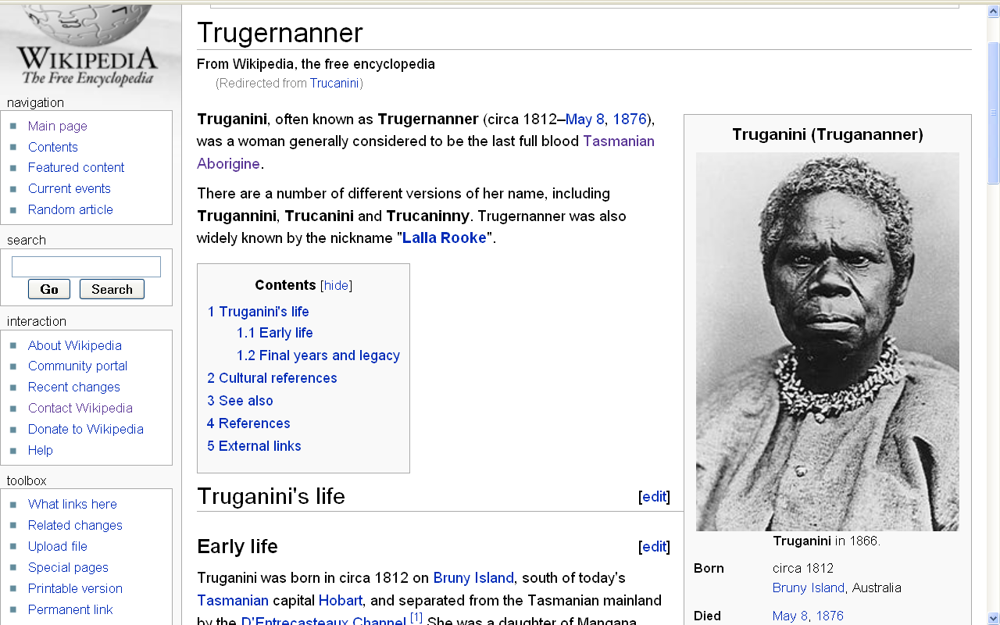 WIKIPEDIA
The Free Encyclopedia
navigation
Main page
Contents
Featured content
Current events
Random article
search
Go Search
interaction
About Wikipedia
Community portal
Recent changes
Contact Wikipedia
Donate to Wikipedia
Help
toolbox
What links here
Related changes
Upload file
Special pages
Printable version
Permanent link
Trugernanner
From Wikipedia, the free encyclopedia
(Redirected from Trucanini)
Truganini, often known as Trugernanner (circa 1812–May 8, 1876),
was a woman generally considered to be the last full blood Tasmanian
Aborigine.
There are a number of different versions of her name, including
Trugannini, Trucanini and Trucaninny. Trugernanner was also
widely known by the nickname "Lalla Rooke".
Contents [hide]
1 Truganini's life
1.1 Early life
1.2 Final years and legacy
2 Cultural references
3 See also
4 References
5 External links
Truganini's life [edit]
Early life [edit]
Truganini was born in circa 1812 on Bruny Island, south of today's
Tasmanian capital Hobart, and separated from the Tasmanian mainland
by the D'Entrecasteaux Channel.[1] She was a daughter of Mangana,
Truganini (Trugananner)
Truganini in 1866.
Born circa 1812
Bruny Island, Australia
Died May 8, 1876